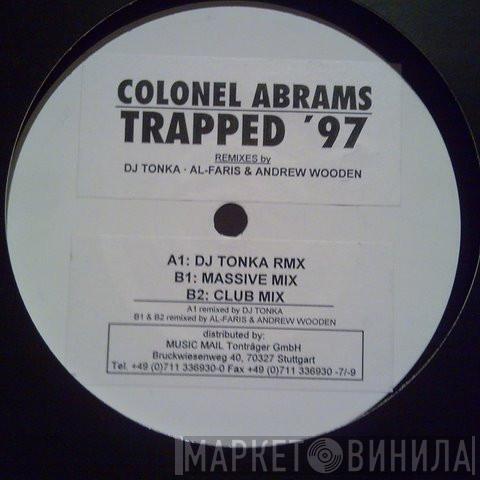 COLONEL ABRAMS
TRAPPED ´97
REMIXES by
DJ TONKA · AL-FARIS & ANDREW WOODEN
A1: DJ TONKA RMX
B1: MASSIVE MIX
B2: CLUB MIX
A1 remixed by DJ TONKA
B1 & B2 remixed by AL-FARIS & ANDREW WOODEN
distributed by:
MUSIC MAIL Tonträger GmbH
Bruckwiesenweg 40, 70327 Stuttgart
Tel. +49 (0)711 336930-0 Fax +49 (0)711 336930 -7/-9
МАРКЕТ ВИНИЛА